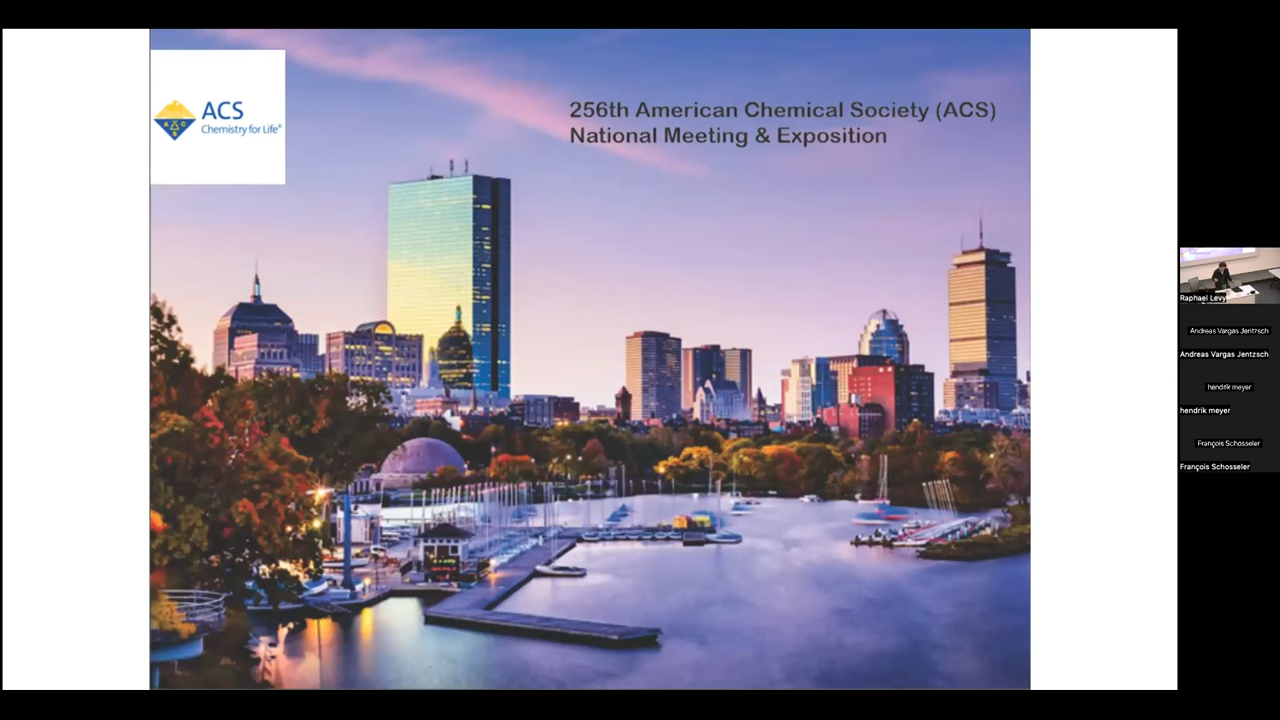 ACS
Chemistry for Life®
A C S
S
256th American Chemical Society (ACS)
National Meeting & Exposition
Raphael Levy
Andreas Vargas Jentzsch
Andreas Vargas Jentzsch
hendrik meyer
hendrik meyer
François Schosseler
François Schosseler